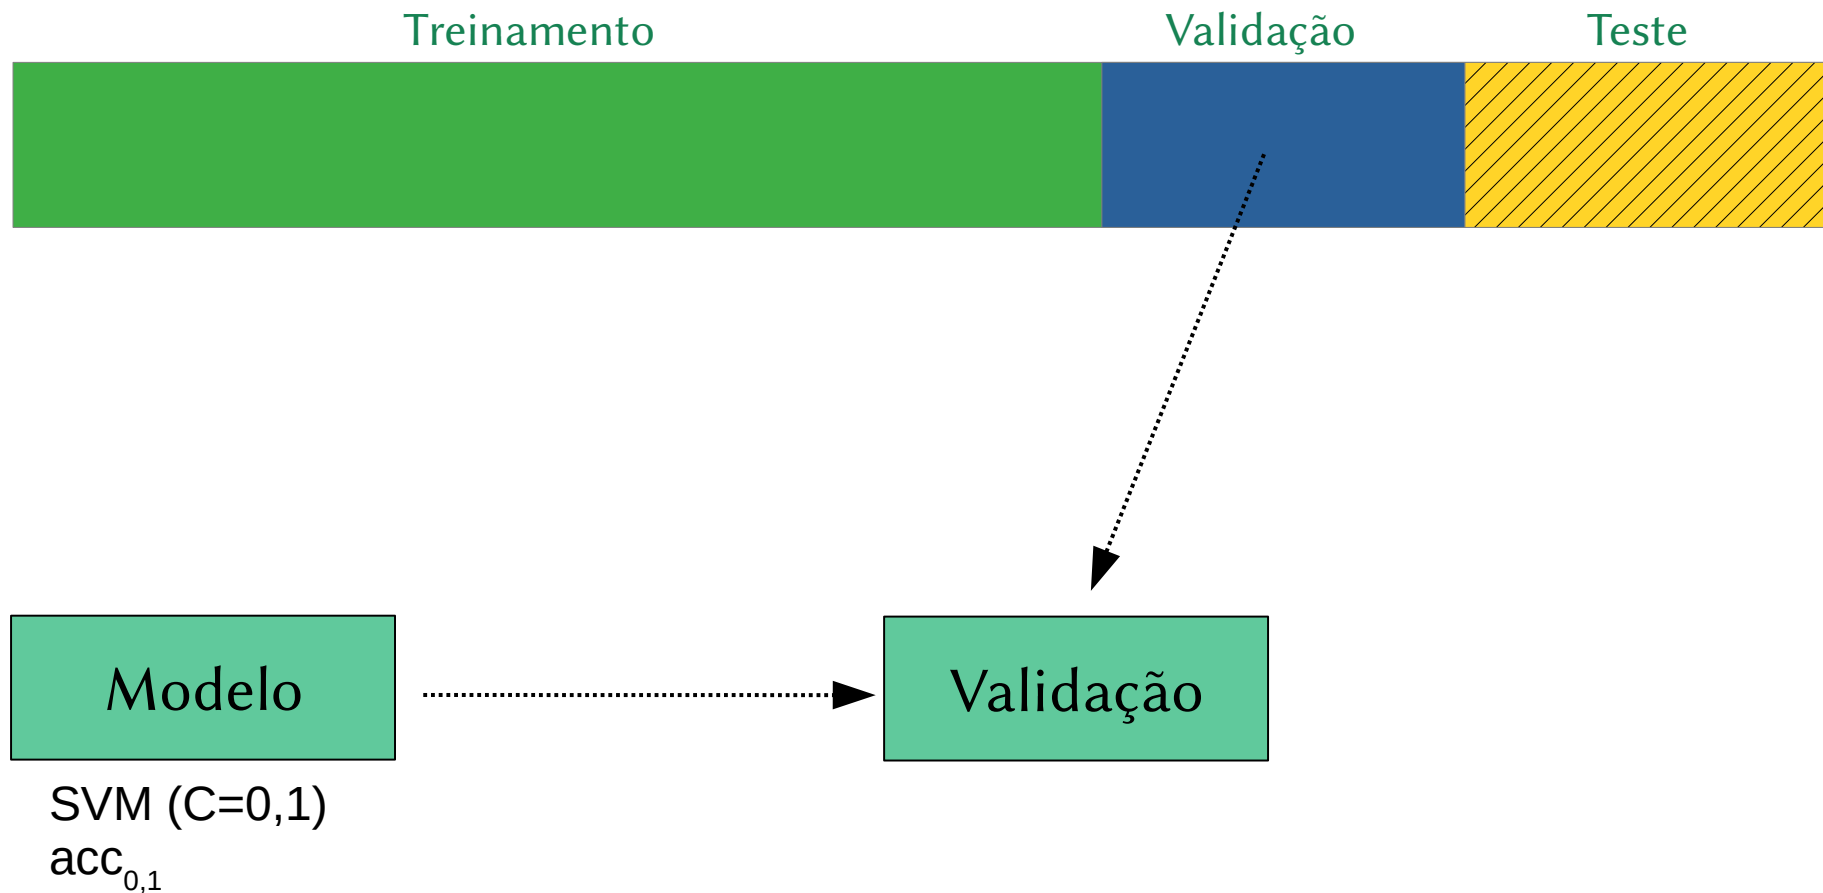 Treinamento Validação Teste
Modelo
Validação
SVM (C=0,1)
acc0,1